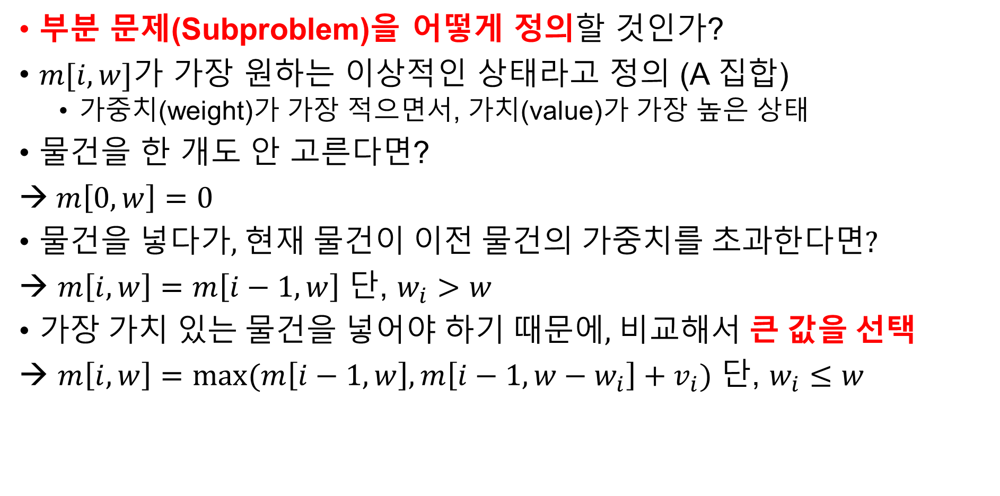 • 부분 문제(Subproblem)을 어떻게 정의할 것인가?
• m[i, w]가 가장 원하는 이상적인 상태라고 정의 (A 집합)
• 가중치(weight)가 가장 적으면서, 가치(value)가 가장 높은 상태
• 물건을 한 개도 안 고른다면?
→ m[0, w] = 0
• 물건을 넣다가, 현재 물건이 이전 물건의 가중치를 초과한다면?
→ m[i, w] = m[i − 1, w] 단, wᵢ > w
• 가장 가치 있는 물건을 넣어야 하기 때문에, 비교해서 큰 값을 선택
→ m[i, w] = max(m[i − 1, w], m[i − 1, w − wᵢ] + vᵢ) 단, wᵢ ≤ w